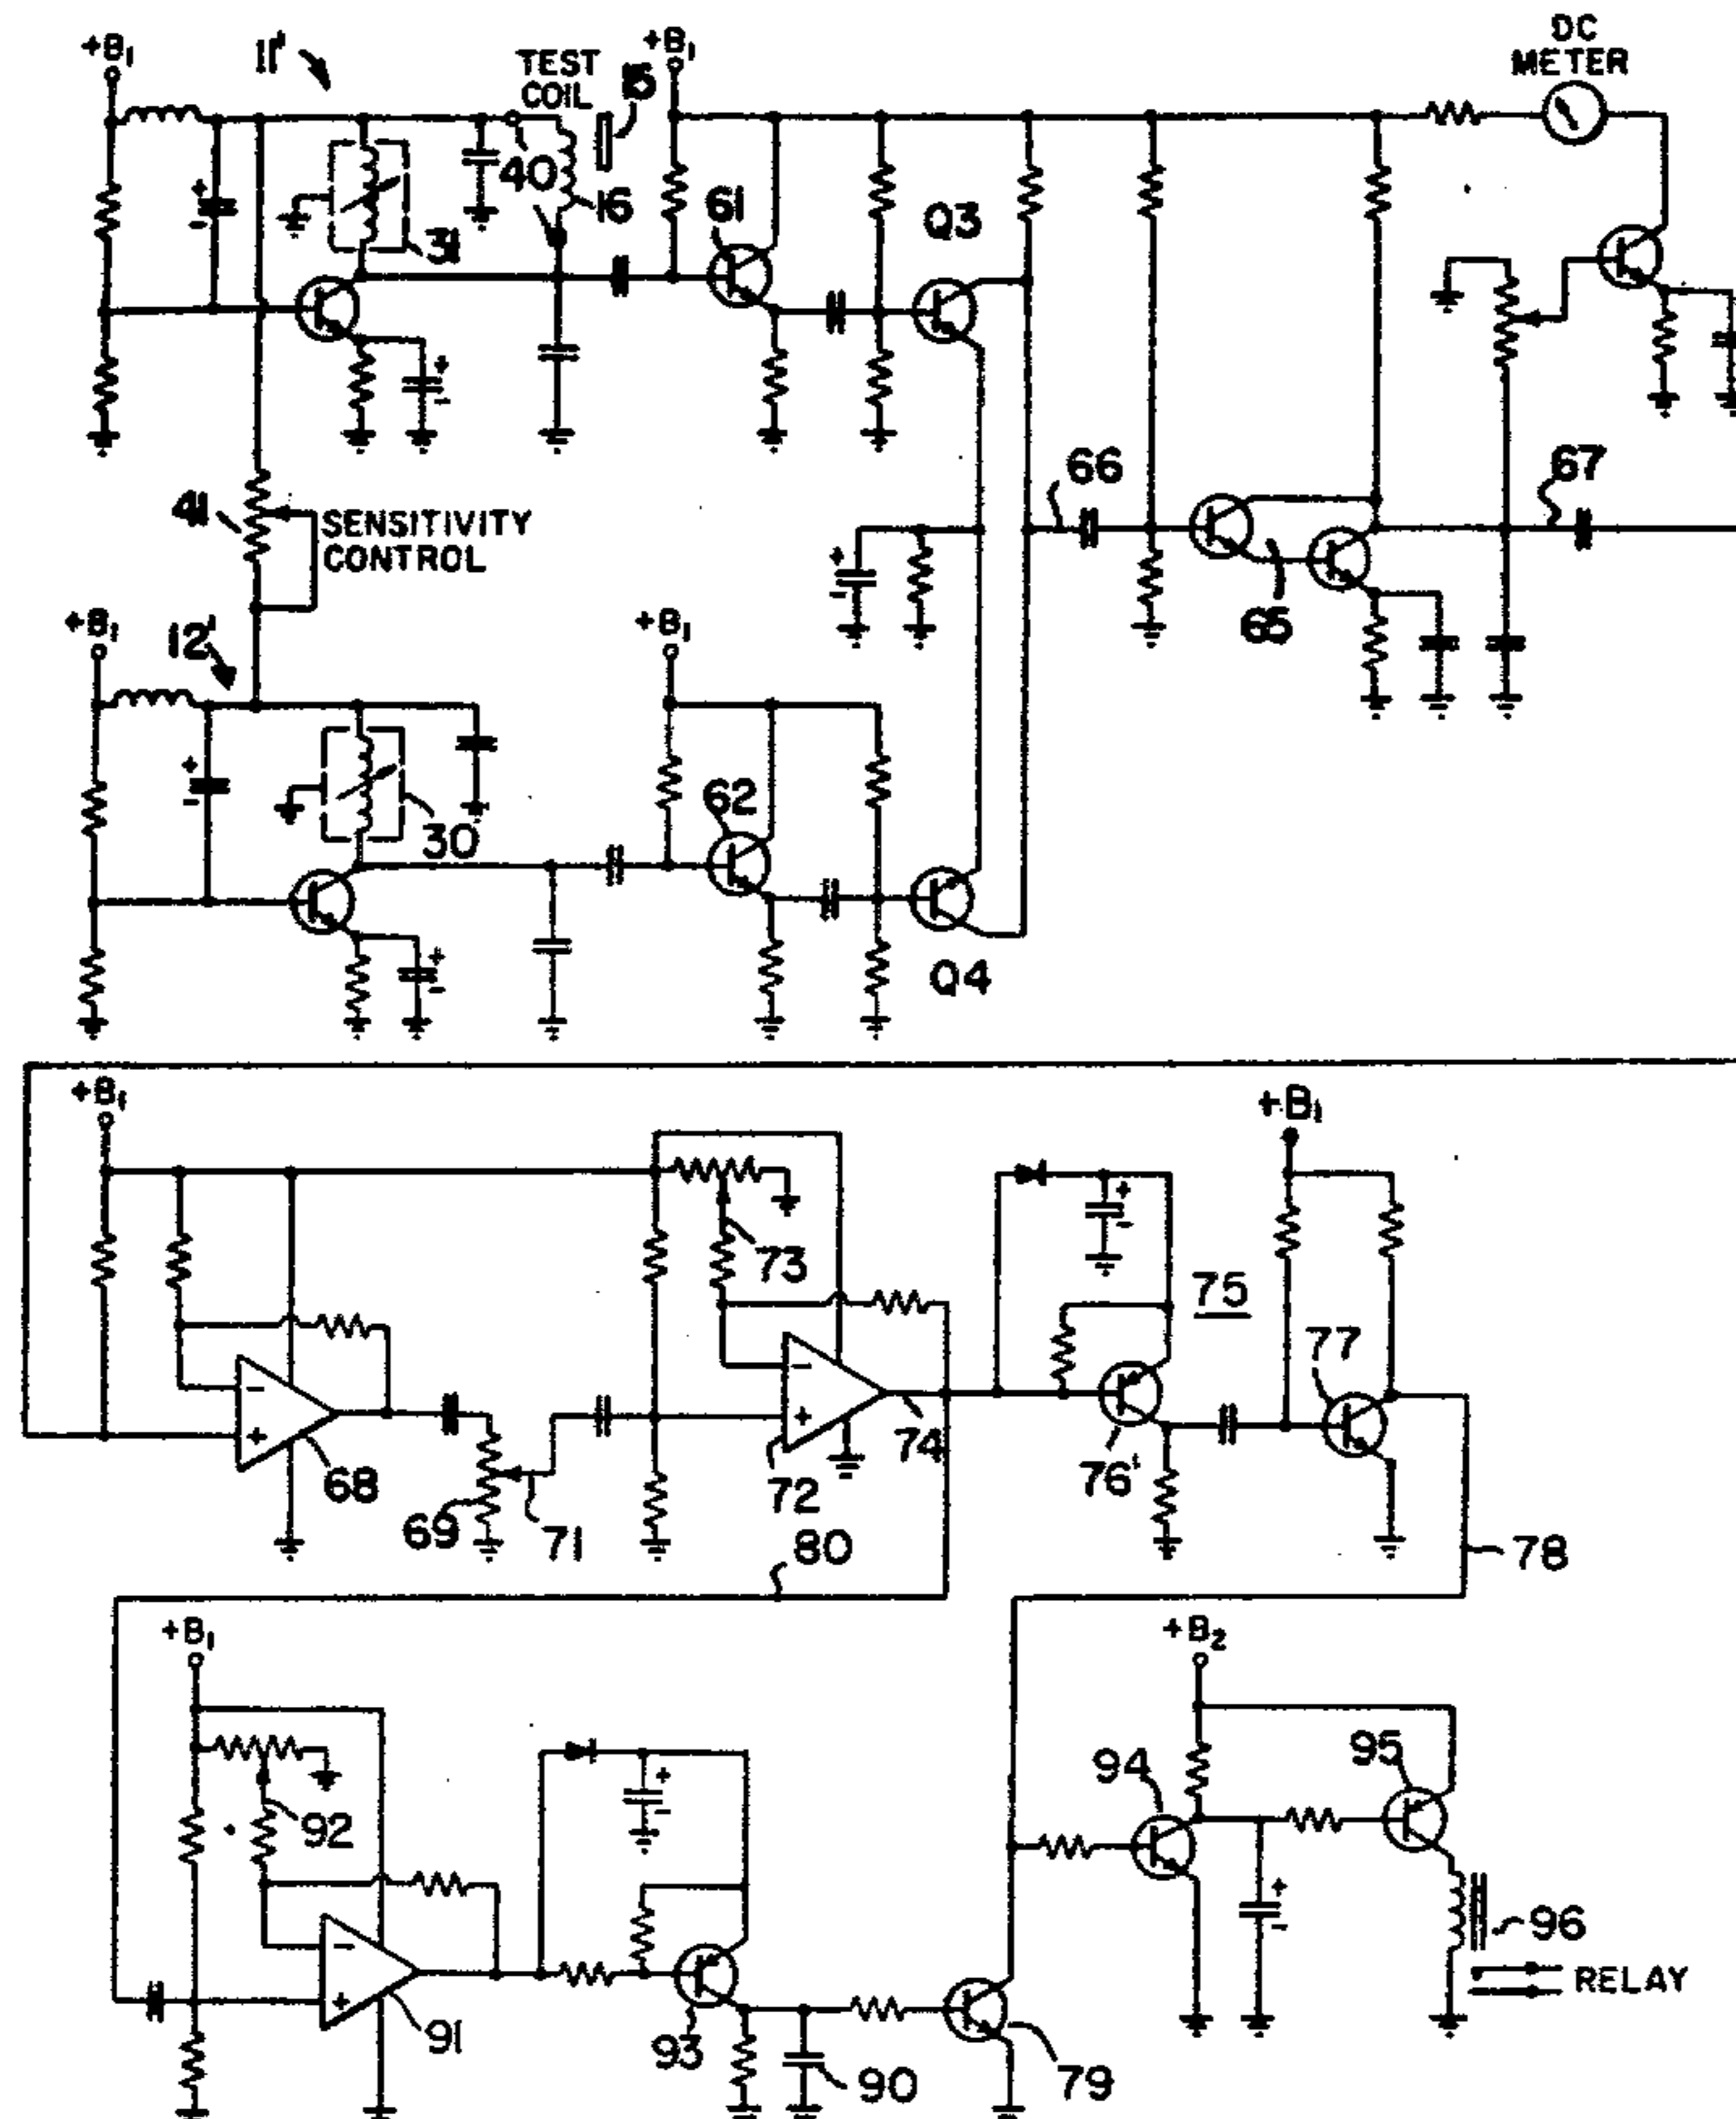 +B₁
11'
TEST
COIL
15
+B₁
DC
METER
40
16
61
Q3
31
41
SENSITIVITY
CONTROL
66
67
65
+B₁
12'
+B₁
30
62
Q4
+B₁
+B₁
73
75
77
68
69
71
72
74
76'
80
78
+B₁
+B₂
92
94
95
91
93
90
79
96
RELAY